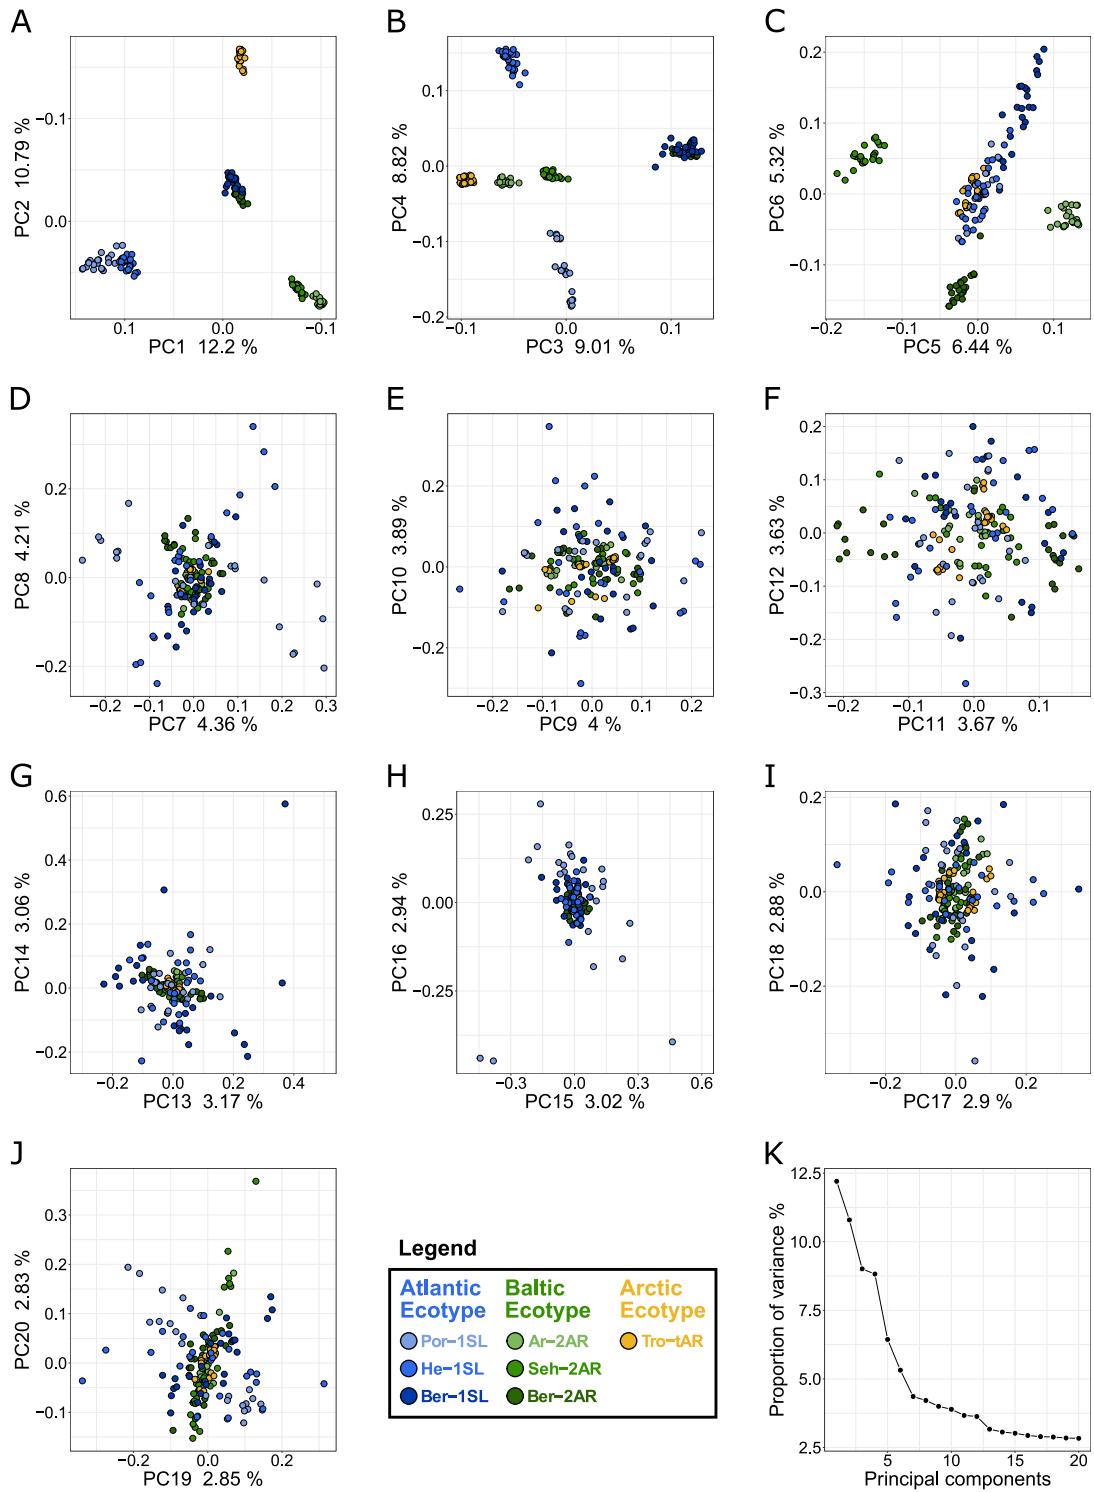 A
PC2 10.79 %
−0.1
0.0
0.1
0.0
−0.1
PC1 12.2 %
B
PC4 8.82 %
0.1
0.0
−0.1
−0.2
−0.1
0.0
0.1
PC3 9.01 %
C
PC6 5.32 %
0.2
0.1
0.0
−0.1
−0.2
−0.1
0.0
0.1
PC5 6.44 %
D
PC8 4.21 %
0.2
0.0
−0.2
−0.2
−0.1
0.0
0.1
0.2
0.3
PC7 4.36 %
E
PC10 3.89 %
0.2
0.0
−0.2
−0.2
−0.1
0.0
0.1
0.2
PC9 4 %
F
PC12 3.63 %
0.2
0.1
0.0
−0.1
−0.2
−0.3
−0.2
−0.1
0.0
0.1
PC11 3.67 %
G
PC14 3.06 %
0.6
0.4
0.2
0.0
−0.2
−0.2
0.0
0.2
0.4
PC13 3.17 %
H
PC16 2.94 %
0.25
0.00
−0.25
−0.3
0.0
0.3
0.6
PC15 3.02 %
I
PC18 2.88 %
0.2
0.0
−0.2
−0.2
0.0
0.2
PC17 2.9 %
J
PC20 2.83 %
0.3
0.2
0.1
0.0
−0.1
−0.2
0.0
0.2
PC19 2.85 %
Legend
Atlantic Ecotype
Por−1SL
He−1SL
Ber−1SL
Baltic Ecotype
Ar−2AR
Seh−2AR
Ber−2AR
Arctic Ecotype
Tro−tAR
K
Proportion of variance %
12.5
10.0
7.5
5.0
2.5
5
10
15
20
Principal components